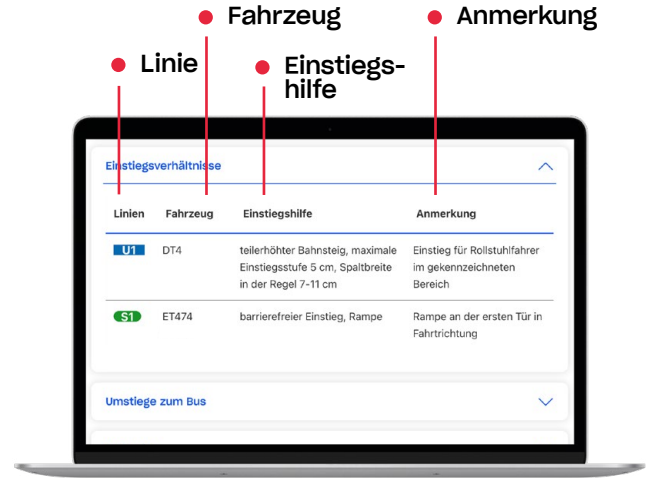 Fahrzeug
Anmerkung
Linie
Einstiegs-
hilfe
Einstiegsverhältnisse
Linien Fahrzeug Einstiegshilfe Anmerkung
U1 DT4 teilerhöhter Bahnsteig, maximale Einstieg für Rollstuhlfahrer
Einstiegsstufe 5 cm, Spaltbreite im gekennzeichneten
in der Regel 7-11 cm Bereich
S1 ET474 barrierefreier Einstieg, Rampe Rampe an der ersten Tür in
Fahrtrichtung
Umstiege zum Bus